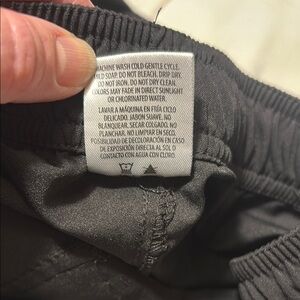 MACHINE WASH COLD GENTLE CYCLE.
MILD SOAP. DO NOT BLEACH. DRIP DRY.
DO NOT IRON. DO NOT DRY CLEAN.
COLORS MAY FADE IN DIRECT SUNLIGHT
OR CHLORINATED WATER.
LAVAR A MÁQUINA EN FRÍA CICLO
DELICADO. JABON SUAVE. NO
BLANQUEAR. SECAR COLGADO. NO
PLANCHAR. NO LIMPIAR EN SECO.
POSIBILIDAD DE DECOLORACIÓN EN CASO
DE EXPOSICIÓN DIRECTA AL SOL O
CONTACTO CON AGUA CON CLORO